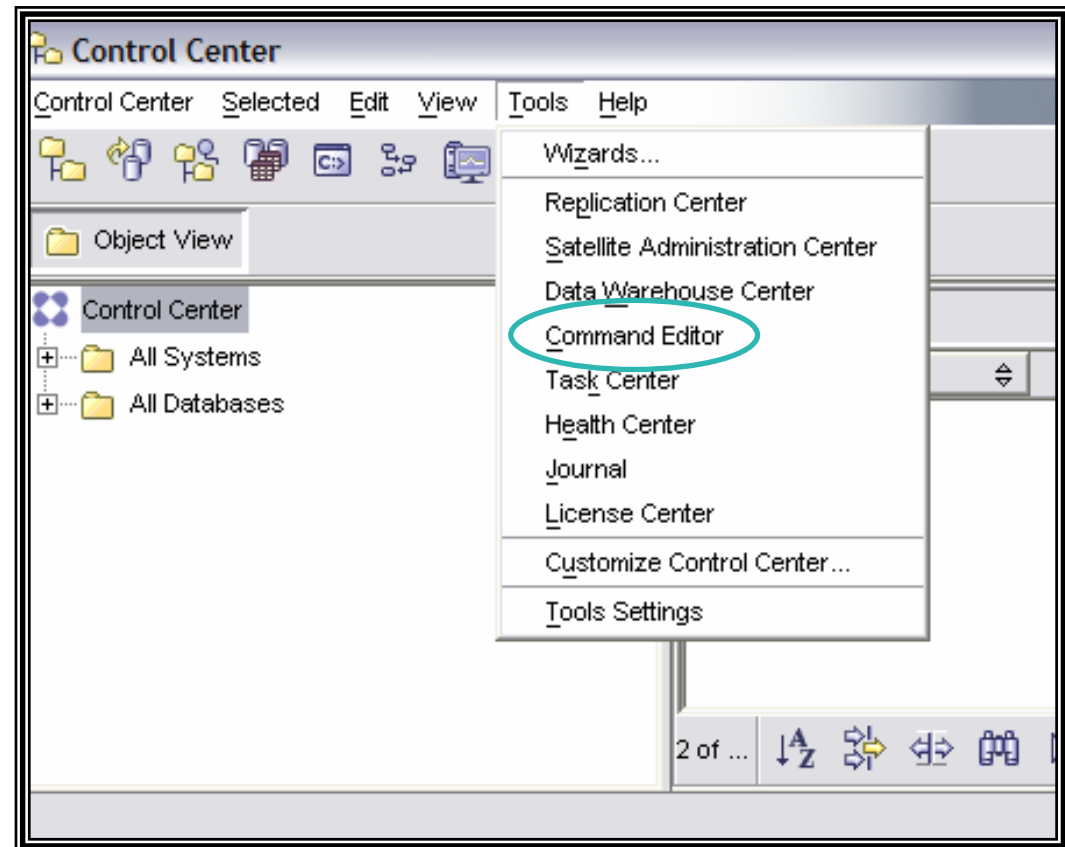 Control Center
Control Center Selected Edit View Tools Help
C:>
Wizards...
Replication Center
Object View
Satellite Administration Center
Data Warehouse Center
Control Center
Command Editor
All Systems
Task Center
All Databases
Health Center
Journal
License Center
Customize Control Center...
Tools Settings
2 of ...
A
Z